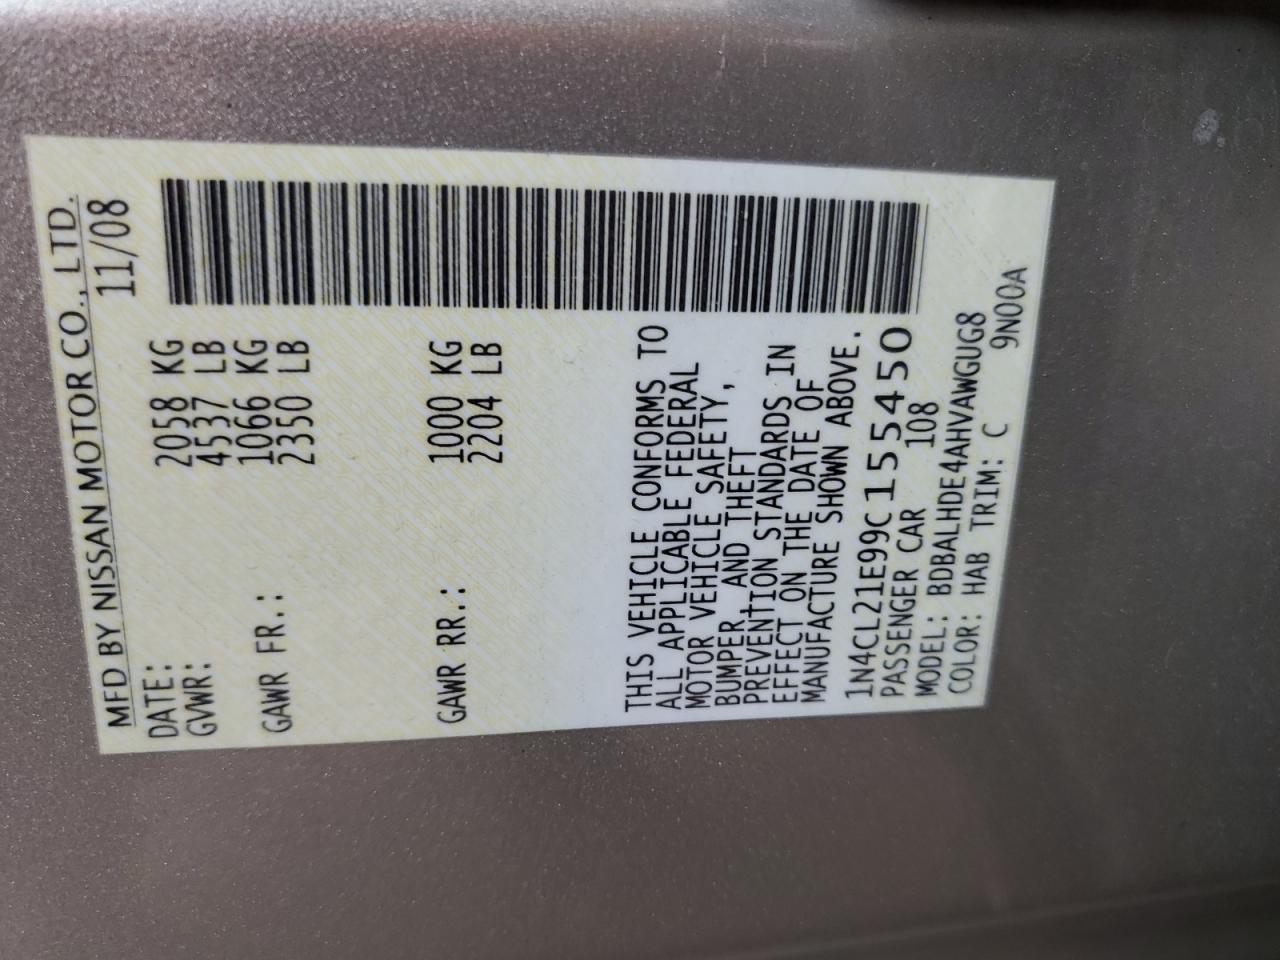 MFD BY NISSAN MOTOR CO., LTD.
DATE: 11/08
GVWR: 2058 KG
4537 LB
GAWR FR.: 1066 KG
2350 LB
GAWR RR.: 1000 KG
2204 LB
THIS VEHICLE CONFORMS TO
ALL APPLICABLE FEDERAL
MOTOR VEHICLE SAFETY,
BUMPER AND THEFT
PREVENTION STANDARDS IN
EFFECT ON THE DATE OF
MANUFACTURE SHOWN ABOVE.
1N4CL21E99C155450
PASSENGER CAR 108
MODEL: BDBALHDE4AHVAWGUG8
COLOR: HAB TRIM: C 9N00A